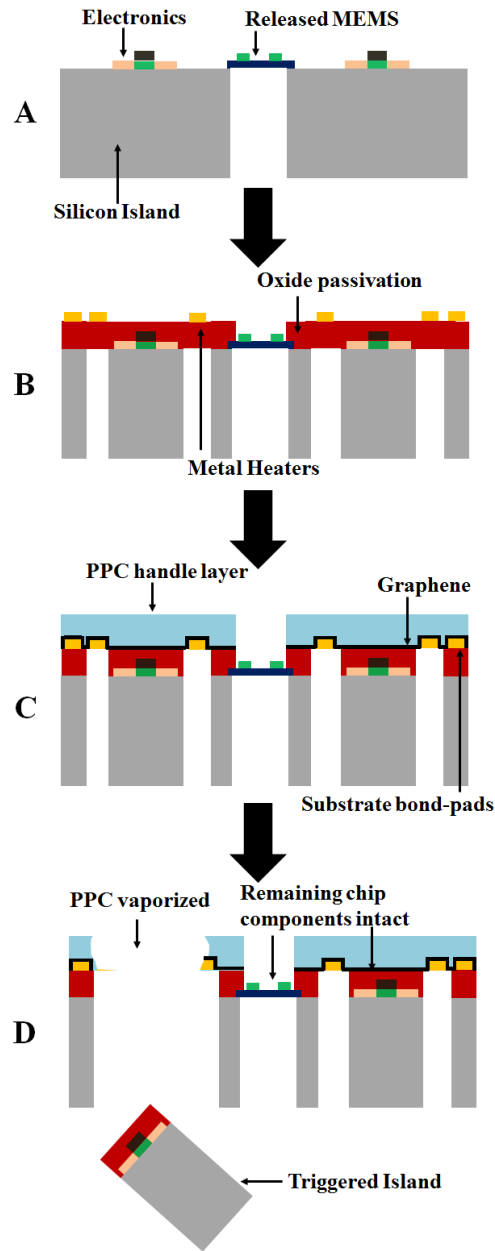 Electronics
Released MEMS
A
Silicon Island
Oxide passivation
B
Metal Heaters
PPC handle layer
Graphene
C
Substrate bond-pads
PPC vaporized
Remaining chip
components intact
D
Triggered Island